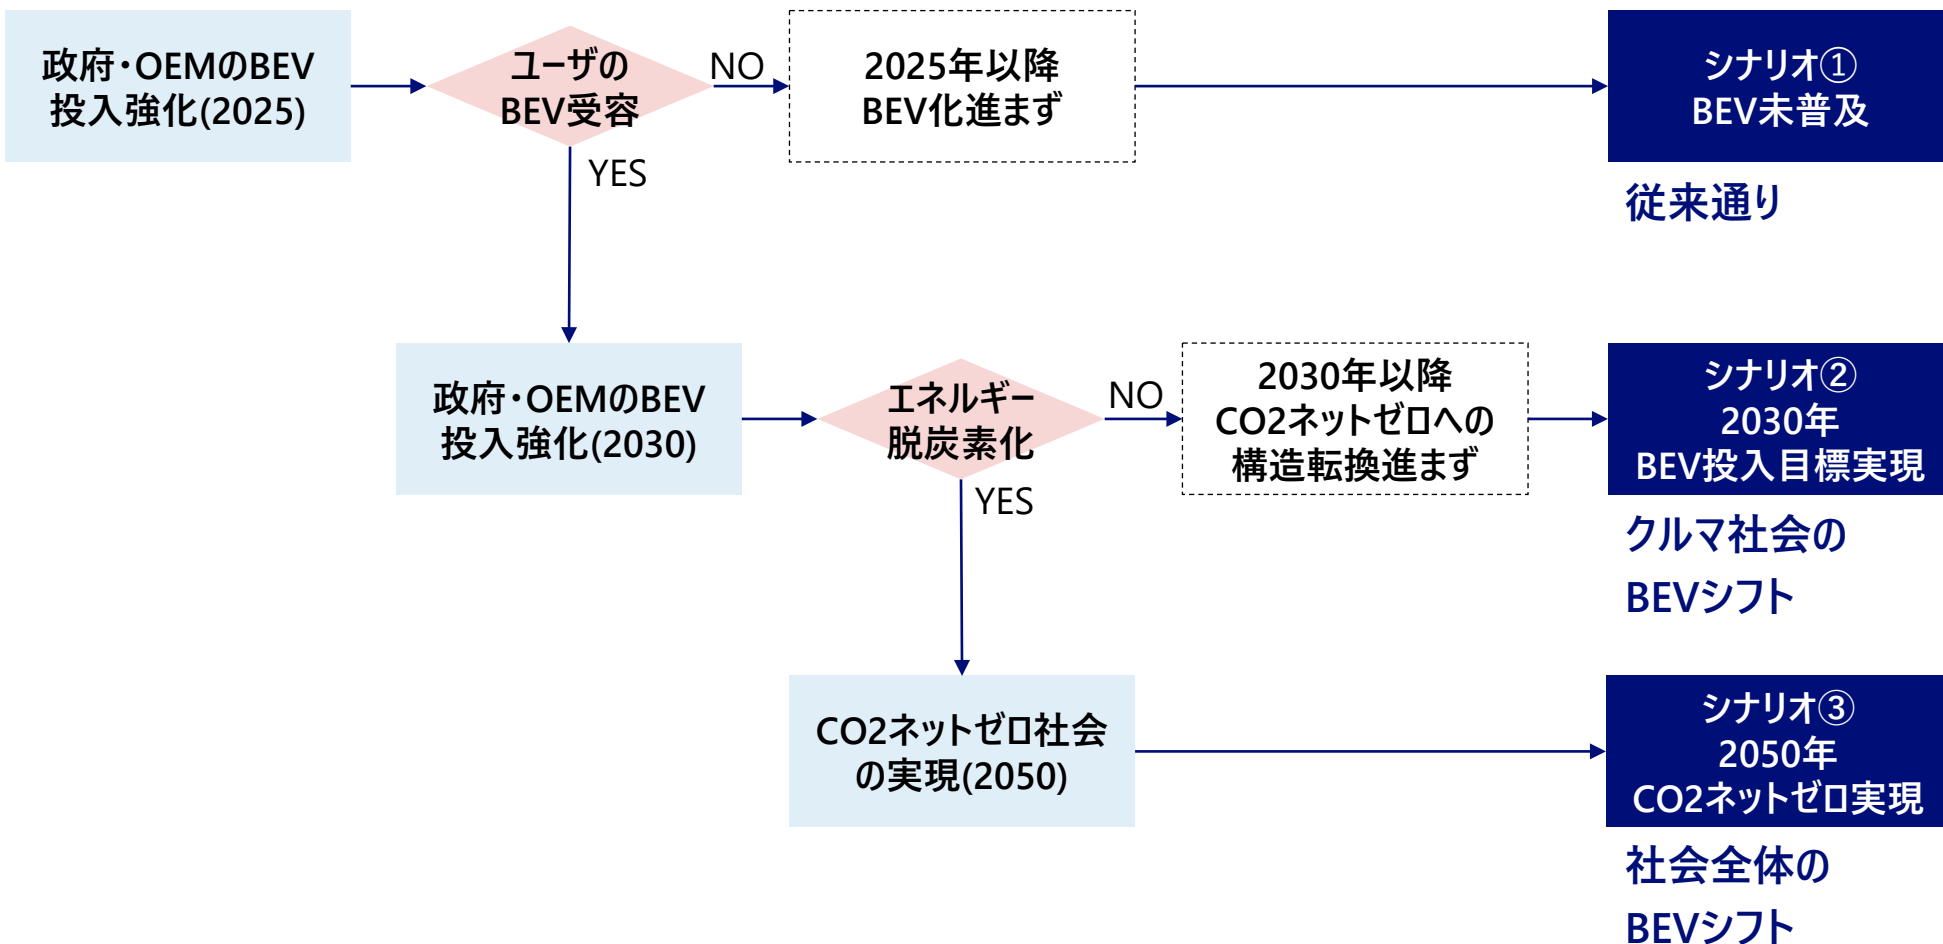 政府・OEMのBEV
投入強化(2025)
ユーザの
BEV受容
NO
2025年以降
BEV化進まず
シナリオ①
BEV未普及
YES
従来通り
政府・OEMのBEV
投入強化(2030)
エネルギー
脱炭素化
NO
2030年以降
CO2ネットゼロへの
構造転換進まず
シナリオ②
2030年
BEV投入目標実現
YES
クルマ社会の
BEVシフト
CO2ネットゼロ社会
の実現(2050)
シナリオ③
2050年
CO2ネットゼロ実現
社会全体の
BEVシフト